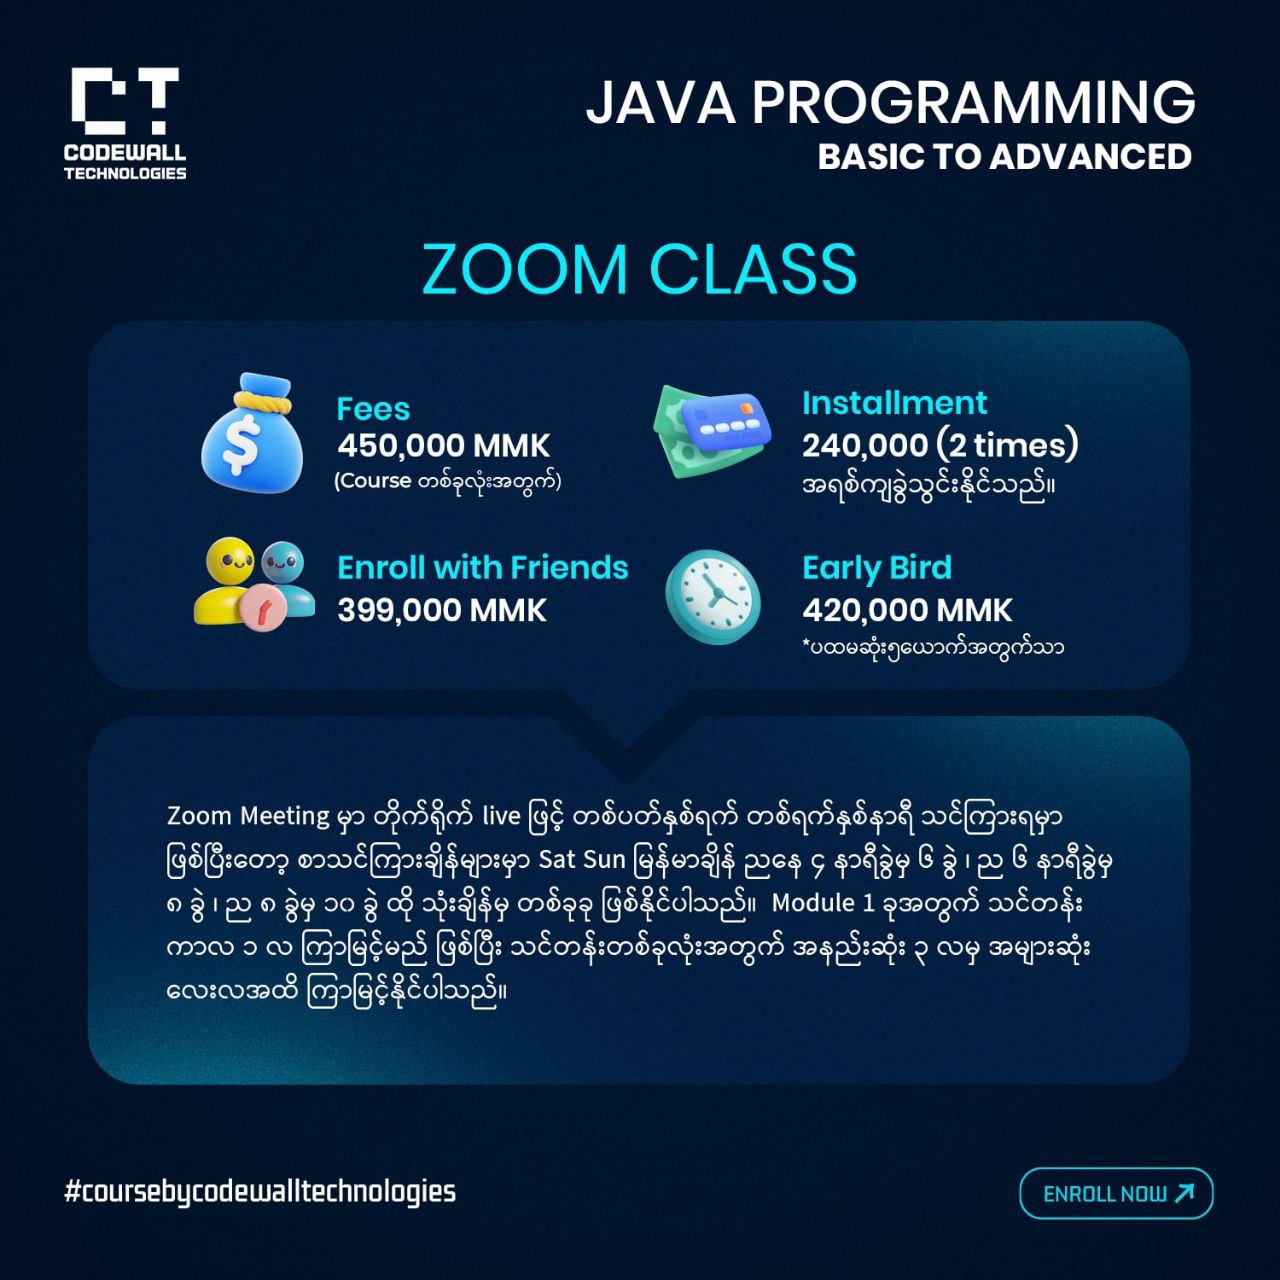 CT
CODEWALL
TECHNOLOGIES
JAVA PROGRAMMING
BASIC TO ADVANCED
ZOOM CLASS
Fees
450,000 MMK
(Course တစ်ခုလုံးအတွက်)
Installment
240,000 (2 times)
အရစ်ကျခွဲသွင်းနိုင်သည်။
Enroll with Friends
399,000 MMK
Early Bird
420,000 MMK
*ပထမဆုံး၅ယောက်အတွက်သာ
Zoom Meeting မှာ တိုက်ရိုက် live ဖြင့် တစ်ပတ်နှစ်ရက် တစ်ရက်နှစ်နာရီ သင်ကြားရမှာ
ဖြစ်ပြီးတော့ စာသင်ကြားချိန်များမှာ Sat Sun မြန်မာချိန် ညနေ ၄ နာရီခွဲမှ ၆ ခွဲ ၊ ည ၆ နာရီခွဲမှ
၈ ခွဲ ၊ ည ၈ ခွဲမှ ၁၀ ခွဲ ထို သုံးချိန်မှ တစ်ခုခု ဖြစ်နိုင်ပါသည်။ Module 1 ခုအတွက် သင်တန်း
ကာလ ၁ လ ကြာမြင့်မည် ဖြစ်ပြီး သင်တန်းတစ်ခုလုံးအတွက် အနည်းဆုံး ၃ လမှ အများဆုံး
လေးလအထိ ကြာမြင့်နိုင်ပါသည်။
#coursebycodewalltechnologies
ENROLL NOW